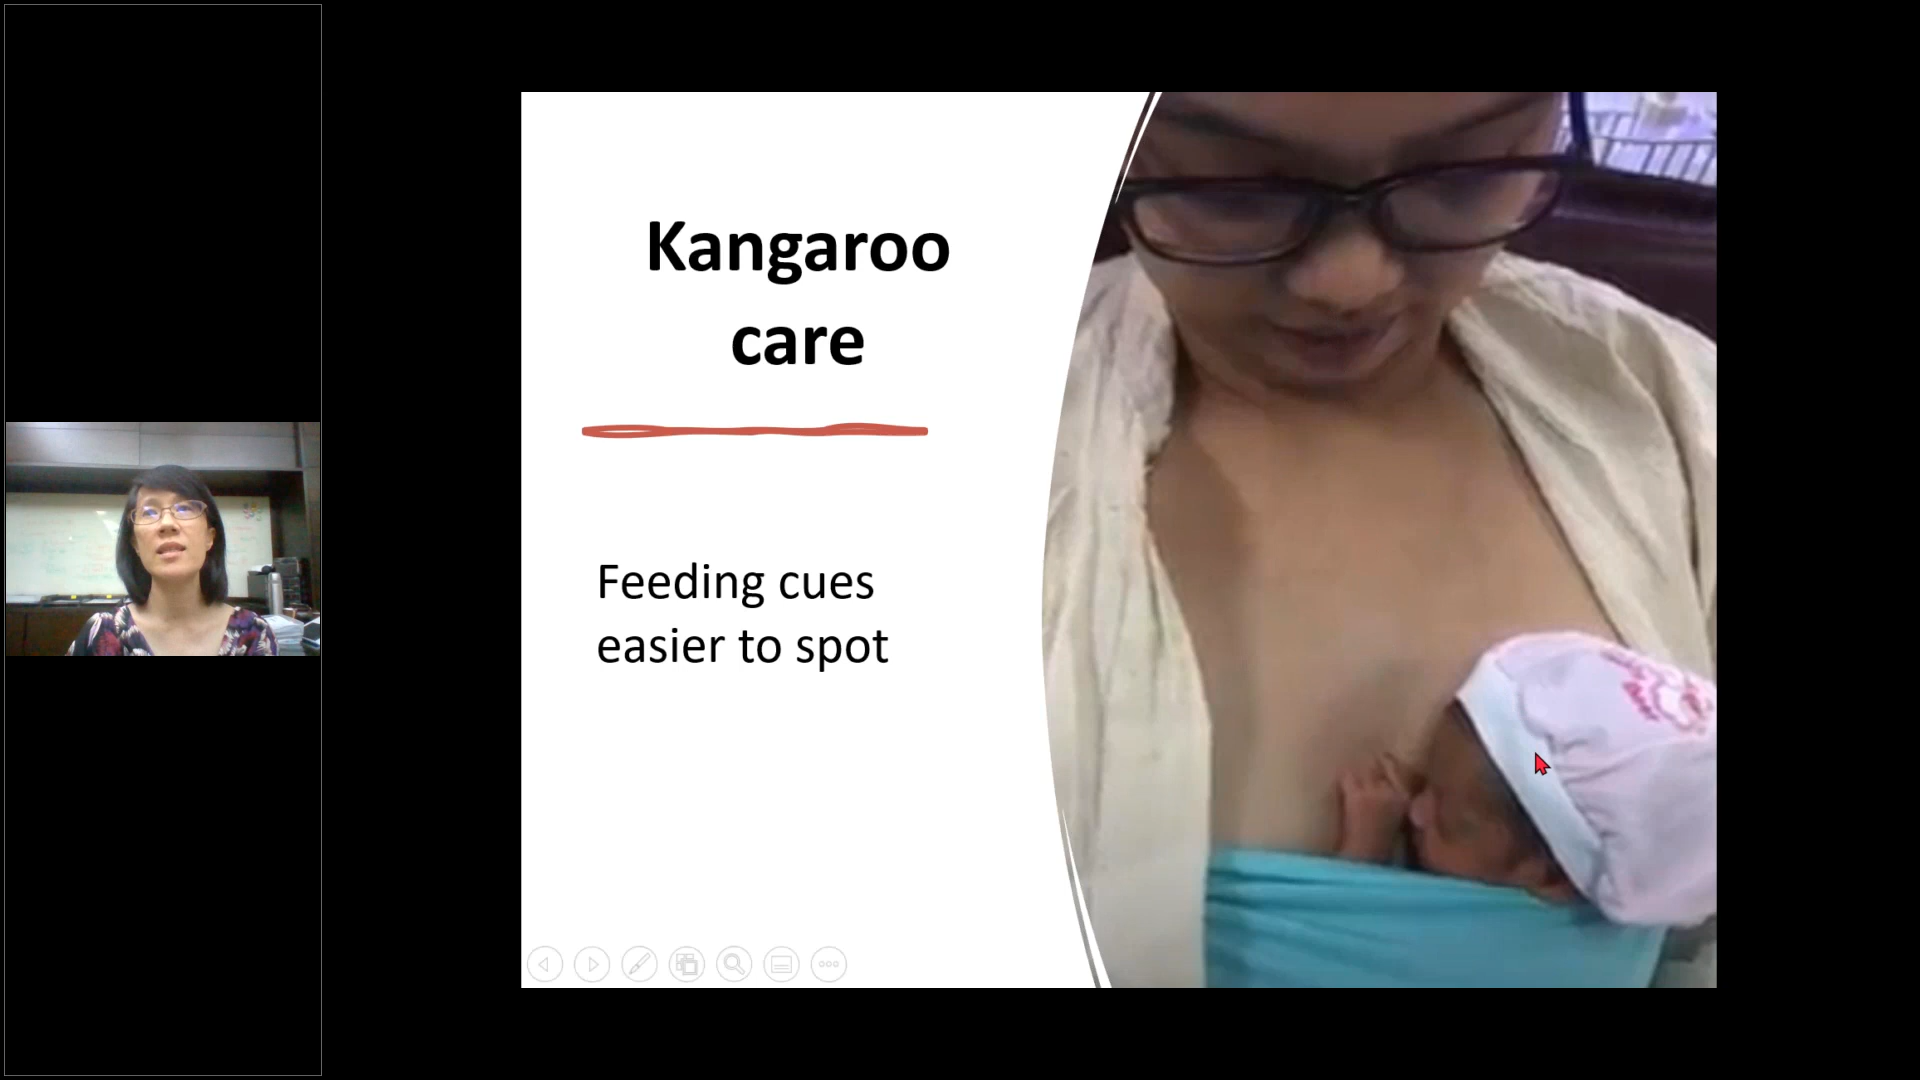 Kangaroo
care
Feeding cues
easier to spot